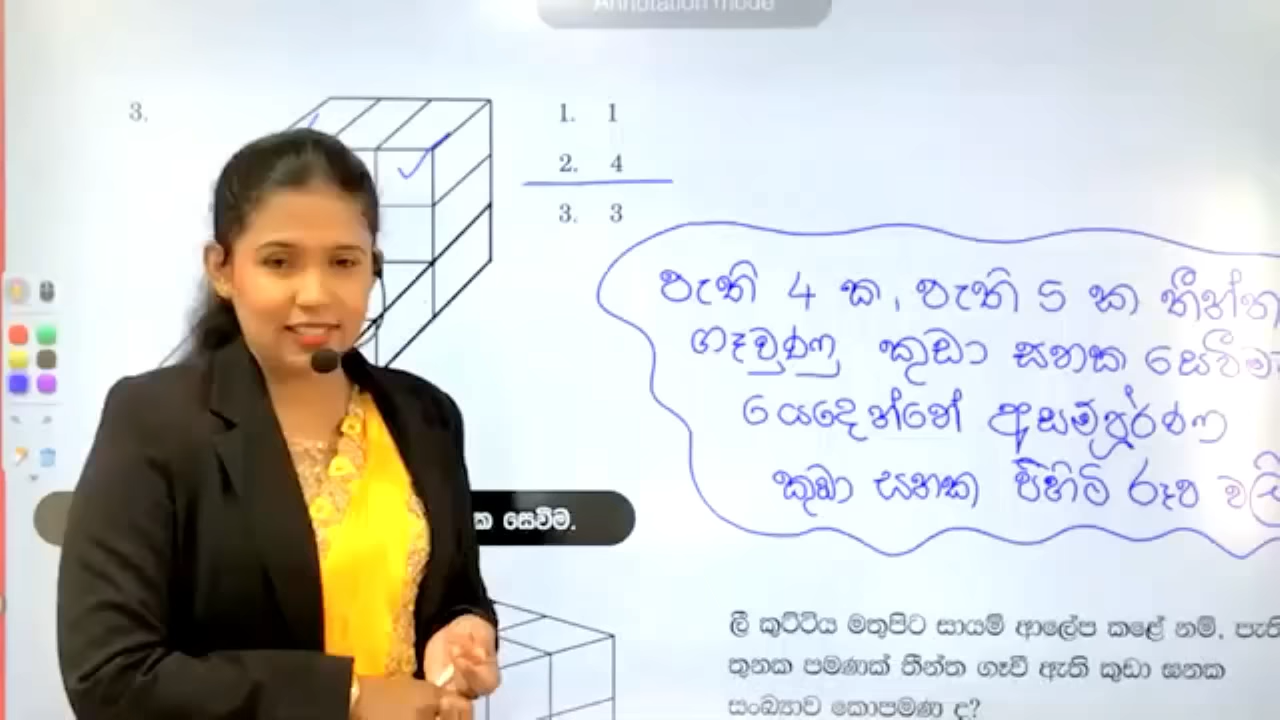 Annotation mode
3.
1. 1
2. 4
3. 3
පැති 4 ක, පැති 5 ක තීන්ත
ගෑවුණු කුඩා ඝනක සෙවීමට
යෙදෙන්නේ අසම්පූර්ණ
කුඩා ඝනක පිහිටි රූප වලි
ක සෙවීම.
ලී කුට්ටිය මතුපිට සායම් ආලේප කළේ නම්, පැති
තුනක පමණක් තීන්ත ගෑවී ඇති කුඩා ඝනක
සංඛ්‍යාව කොපමණ ද?